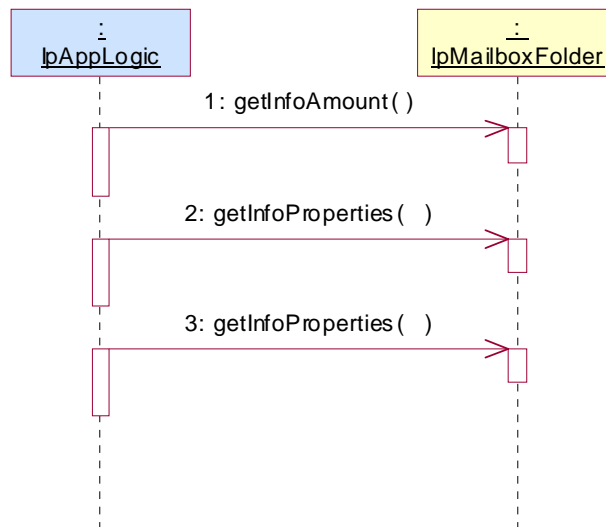 :
IpAppLogic
:
IpMailboxFolder
1: getInfoAmount( )
2: getInfoProperties( )
3: getInfoProperties( )